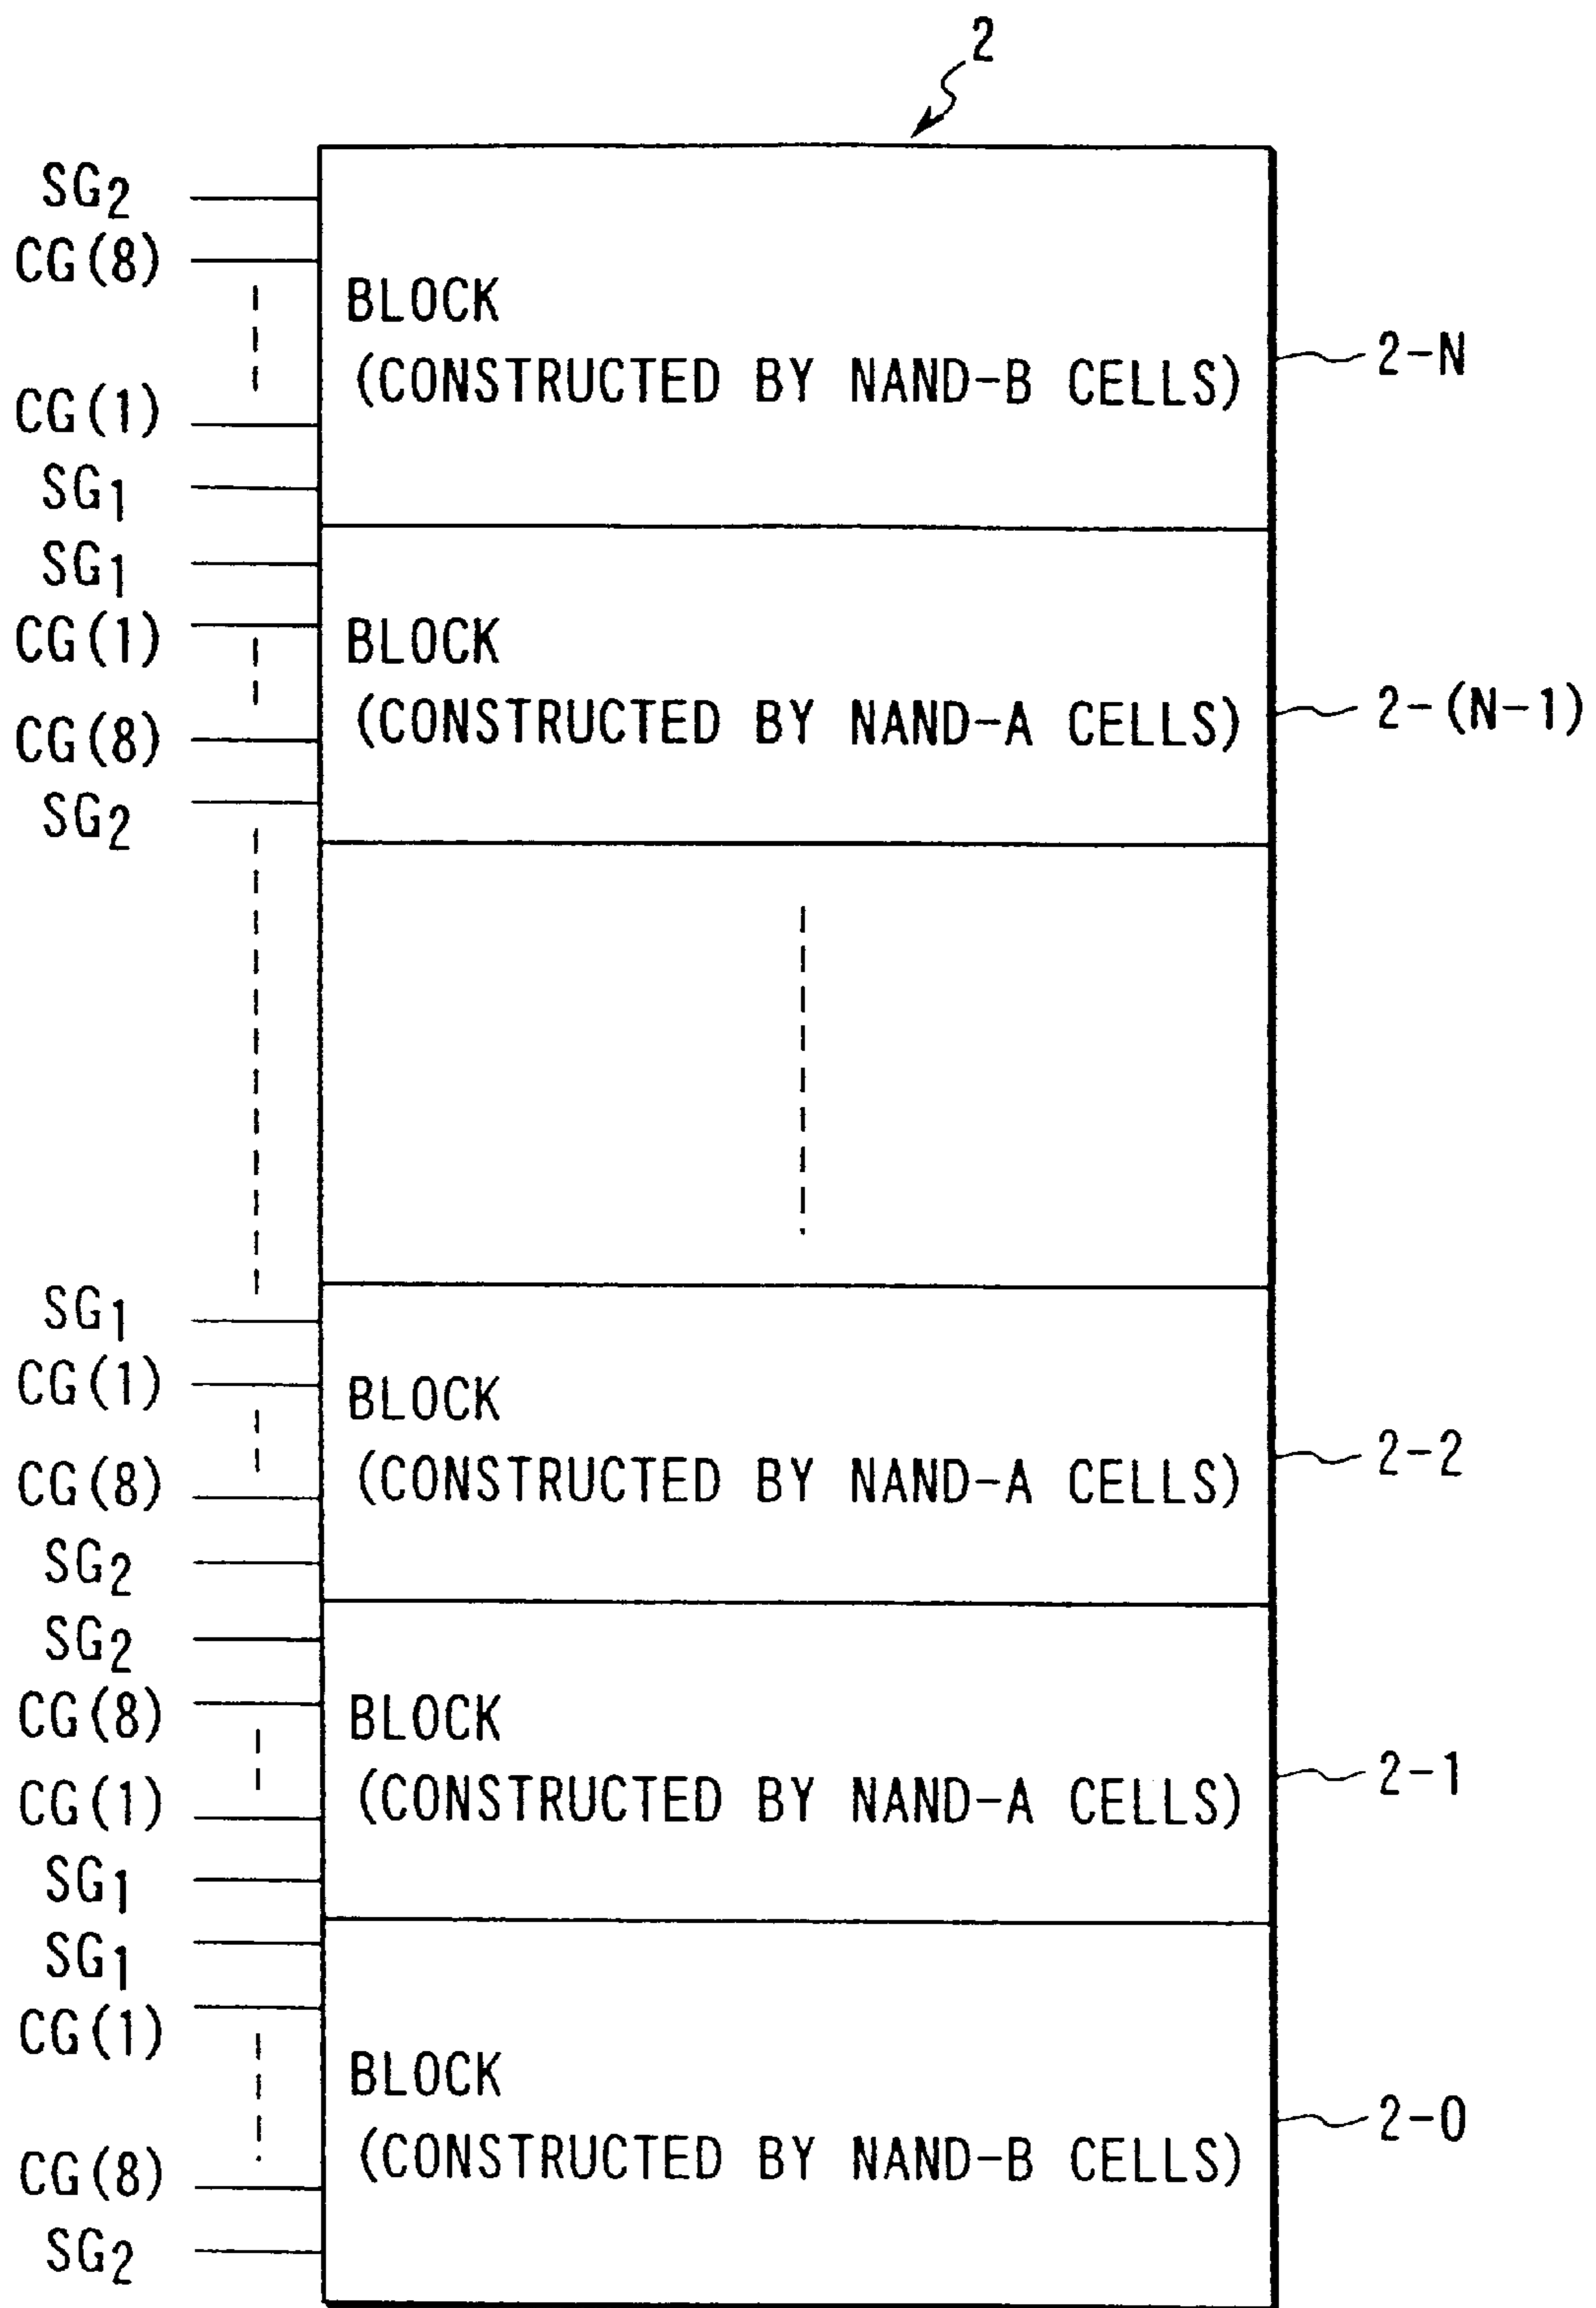 2
SG2
CG(8)
BLOCK
(CONSTRUCTED BY NAND-B CELLS)
2-N
CG(1)
SG1
SG1
CG(1)
BLOCK
(CONSTRUCTED BY NAND-A CELLS)
2-(N-1)
CG(8)
SG2
SG1
CG(1)
BLOCK
(CONSTRUCTED BY NAND-A CELLS)
2-2
CG(8)
SG2
SG2
CG(8)
BLOCK
(CONSTRUCTED BY NAND-A CELLS)
2-1
CG(1)
SG1
SG1
CG(1)
BLOCK
(CONSTRUCTED BY NAND-B CELLS)
2-0
CG(8)
SG2